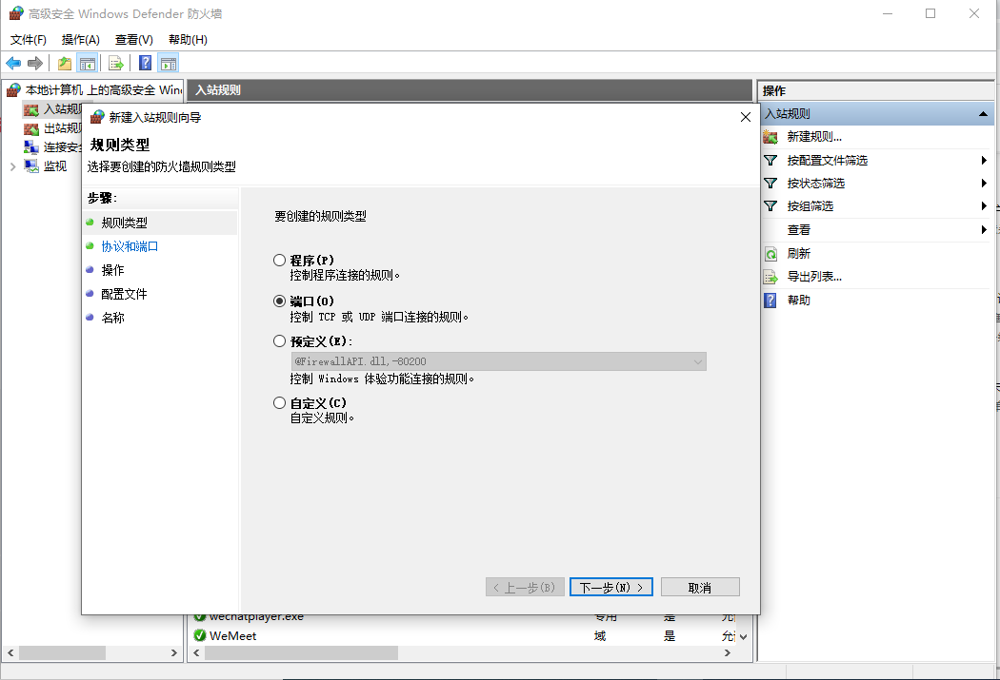 高级安全 Windows Defender 防火墙
文件(F) 操作(A) 查看(V) 帮助(H)
本地计算机 上的高级安全 Win
入站规则
出站规则
连接安全
监视
入站规则
新建入站规则向导
规则类型
选择要创建的防火墙规则类型
步骤:
规则类型
协议和端口
操作
配置文件
名称
要创建的规则类型
程序(P)
控制程序连接的规则。
端口(O)
控制 TCP 或 UDP 端口连接的规则。
预定义(E):
@FirewallAPI.dll,-80200
控制 Windows 体验功能连接的规则。
自定义(C)
自定义规则。
< 上一步(B) 下一步(N) > 取消
wechatplayer.exe 专用 是 允
WeMeet 域 是 允
操作
入站规则
新建规则...
按配置文件筛选
按状态筛选
按组筛选
查看
刷新
导出列表...
帮助